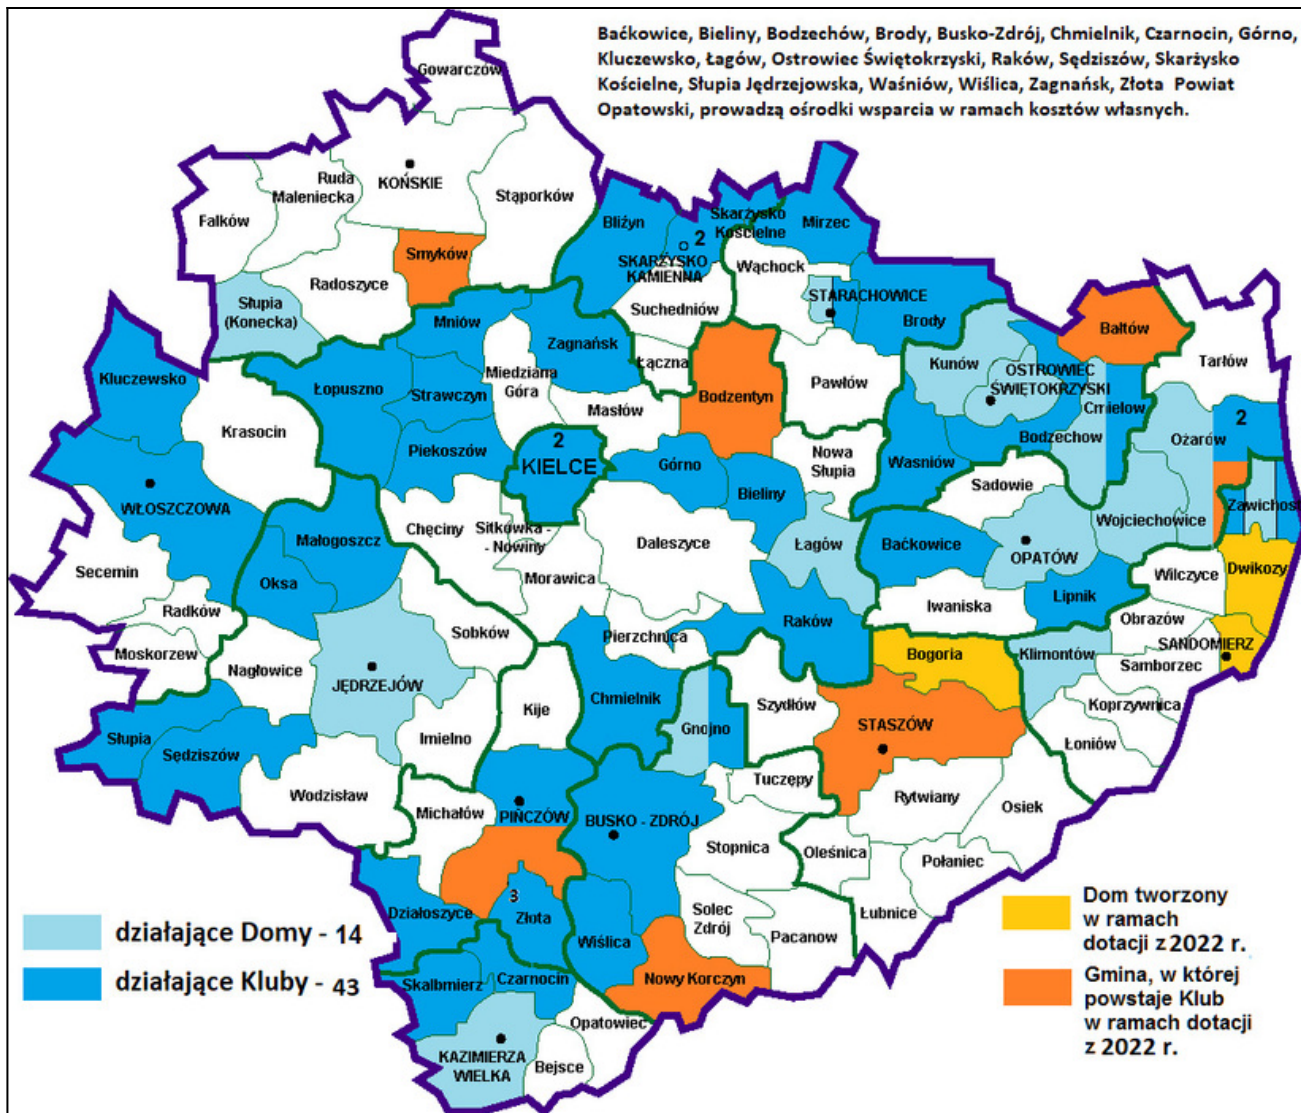 Baćkowice, Bieliny, Bodzechów, Brody, Busko-Zdrój, Chmielnik, Czarnocin, Górno,
Kluczewsko, Łagów, Ostrowiec Świętokrzyski, Raków, Sędziszów, Skarżysko
Kościelne, Słupia Jędrzejowska, Waśniów, Wiślica, Zagnańsk, Złota Powiat
Opatowski, prowadzą ośrodki wsparcia w ramach kosztów własnych.
Gowarczów
Ruda
Maleniecka
KOŃSKIE
Stąporków
Fałków
Smyków
Radoszyce
Słupia
(Konecka)
Bliżyn
Skarżysko
Kościelne
2
SKARŻYSKO
KAMIENNA
Mirzec
Wąchock
Suchedniów
STARACHOWICE
Brody
Mniów
Zagnańsk
Łączna
Miedziana
Góra
Bodzentyn
Pawłów
Kunów
OSTROWIEC
ŚWIĘTOKRZYSKI
Bałtów
Tarłów
Kluczewsko
Łopuszno
Strawczyn
Masłów
Krasocin
Piekoszów
2
KIELCE
Górno
Bieliny
Nowa
Słupia
Wasniów
Bodzechow
Cmielow
Ożarów
2
Sadowie
WŁOSZCZOWA
Małogoszcz
Chęciny
Sitkówka -
- Nowiny
Daleszyce
Łagów
Baćkowice
OPATÓW
Wojciechowice
Zawichost
Secemin
Oksa
Morawica
Wilczyce
Dwikozy
Radków
Sobków
Pierzchnica
Raków
Iwaniska
Lipnik
Obrazów
SANDOMIERZ
Moskorzew
Nagłowice
JĘDRZEJÓW
Bogoria
Klimontów
Samborzec
Chmielnik
Kije
Szydłów
Gnojno
STASZÓW
Koprzywnica
Łoniów
Słupia
Sędziszów
Imielno
Wodzisław
Michałów
PIŃCZÓW
BUSKO - ZDRÓJ
Tuczępy
Rytwiany
Osiek
Stopnica
Oleśnica
Połaniec
Działoszyce
3
Złota
Wiślica
Solec
Zdrój
Pacanow
Łubnice
Skalbmierz
Czarnocin
Nowy Korczyn
Opatowiec
KAZIMIERZA
WIELKA
Bejsce
działające Domy - 14
działające Kluby - 43
Dom tworzony
w ramach
dotacji z 2022 r.
Gmina, w której
powstaje Klub
w ramach dotacji
z 2022 r.